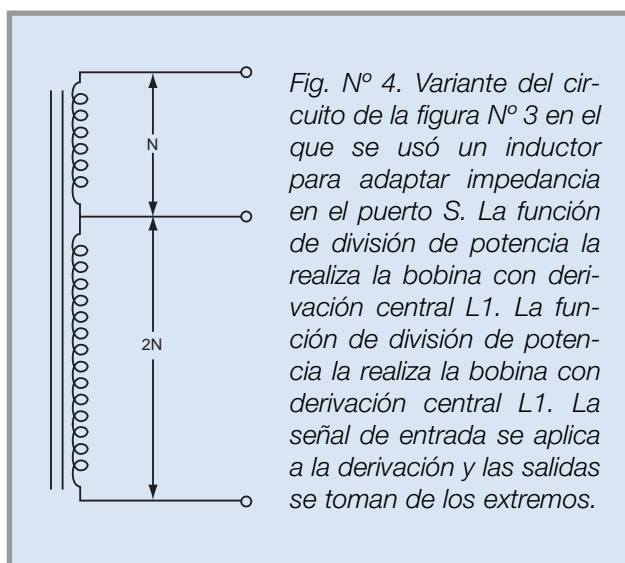 N
2N
Fig. Nº 4. Variante del cir-
cuito de la figura Nº 3 en el
que se usó un inductor
para adaptar impedancia
en el puerto S. La función
de división de potencia la
realiza la bobina con deri-
vación central L1. La fun-
ción de división de poten-
cia la realiza la bobina con
derivación central L1. La
señal de entrada se aplica
a la derivación y las salidas
se toman de los extremos.